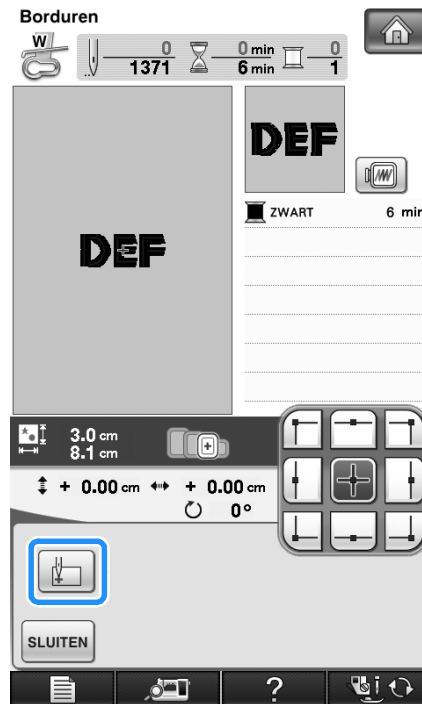 Borduren
W
0 0 min 0
1371 6 min 1
DEF
DEF
ZWART 6 min
3.0 cm
8.1 cm
+ 0.00 cm + 0.00 cm
0°
SLUITEN
?